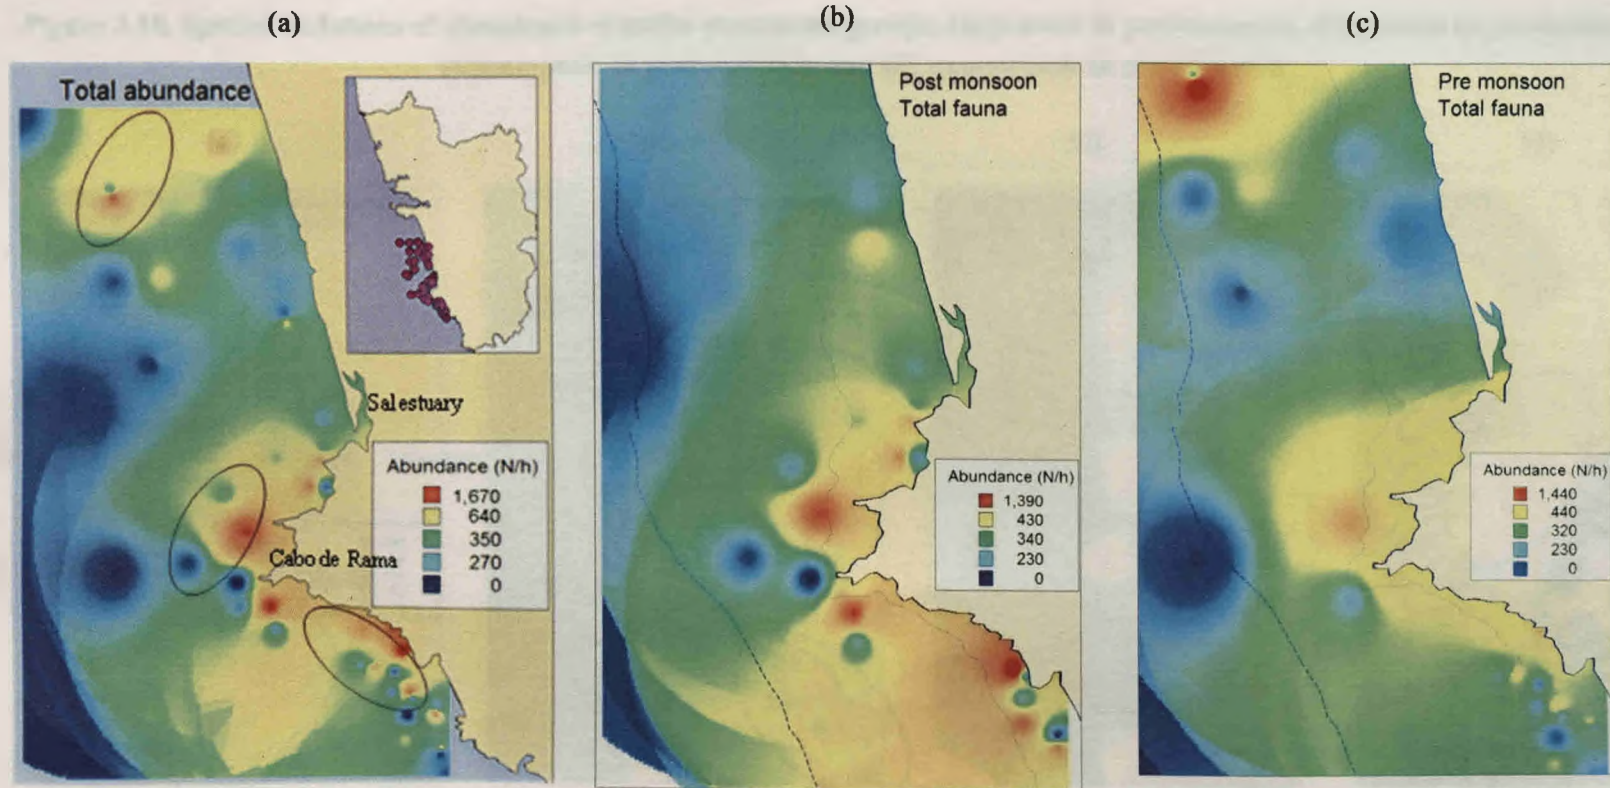 (a)
(b)
(c)
Total abundance
Sal estuary
Abundance (N/h)
1,670
640
350
270
0
Cabo de Rama
Post monsoon
Total fauna
Abundance (N/h)
1,390
430
340
230
0
Pre monsoon
Total fauna
Abundance (N/h)
1,440
440
320
230
0